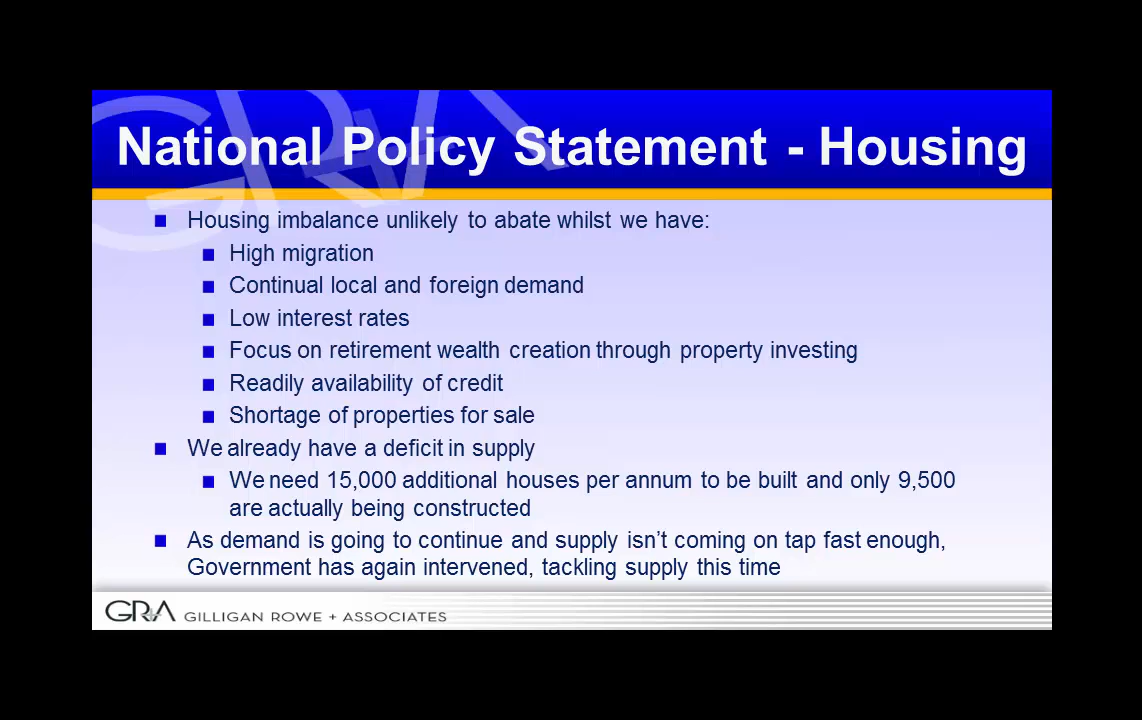 National Policy Statement - Housing
Housing imbalance unlikely to abate whilst we have:
High migration
Continual local and foreign demand
Low interest rates
Focus on retirement wealth creation through property investing
Readily availability of credit
Shortage of properties for sale
We already have a deficit in supply
We need 15,000 additional houses per annum to be built and only 9,500
are actually being constructed
As demand is going to continue and supply isn't coming on tap fast enough,
Government has again intervened, tackling supply this time
GRA GILLIGAN ROWE + ASSOCIATES